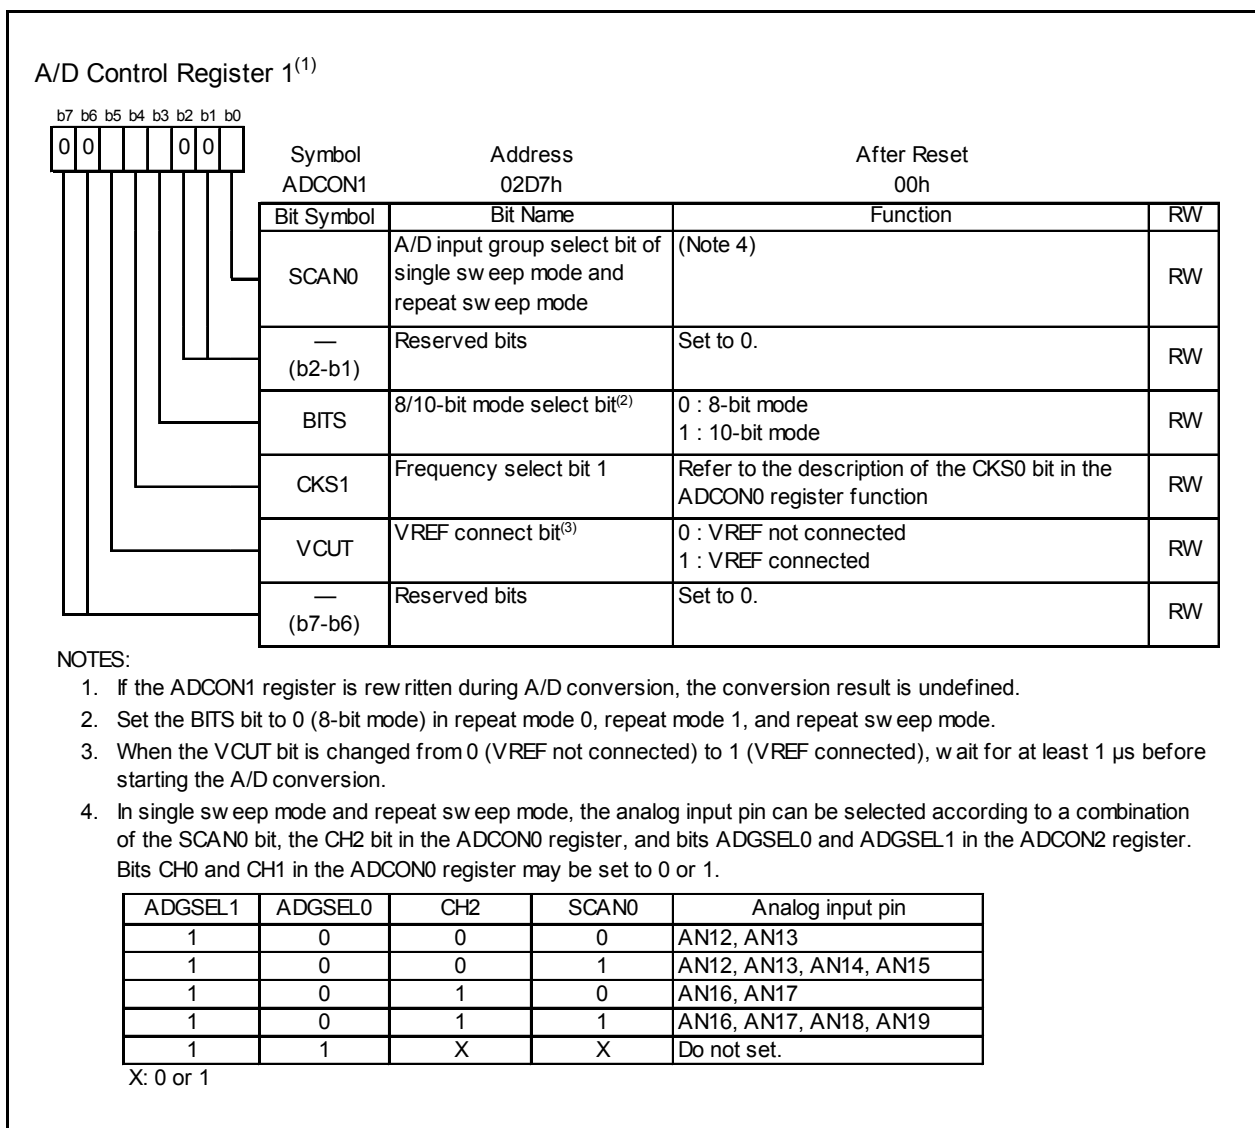 A/D Control Register 1(1)
b7 b6 b5 b4 b3 b2 b1 b0
0 0 0 0
Symbol Address After Reset
ADCON1 02D7h 00h
Bit Symbol Bit Name Function RW
SCAN0 A/D input group select bit of single sweep mode and repeat sweep mode (Note 4) RW
— (b2-b1) Reserved bits Set to 0. RW
BITS 8/10-bit mode select bit(2) 0 : 8-bit mode
1 : 10-bit mode RW
CKS1 Frequency select bit 1 Refer to the description of the CKS0 bit in the ADCON0 register function RW
VCUT VREF connect bit(3) 0 : VREF not connected
1 : VREF connected RW
— (b7-b6) Reserved bits Set to 0. RW
NOTES:
1. If the ADCON1 register is rewritten during A/D conversion, the conversion result is undefined.
2. Set the BITS bit to 0 (8-bit mode) in repeat mode 0, repeat mode 1, and repeat sweep mode.
3. When the VCUT bit is changed from 0 (VREF not connected) to 1 (VREF connected), wait for at least 1 µs before
starting the A/D conversion.
4. In single sweep mode and repeat sweep mode, the analog input pin can be selected according to a combination
of the SCAN0 bit, the CH2 bit in the ADCON0 register, and bits ADGSEL0 and ADGSEL1 in the ADCON2 register.
Bits CH0 and CH1 in the ADCON0 register may be set to 0 or 1.
ADGSEL1 ADGSEL0 CH2 SCAN0 Analog input pin
1 0 0 0 AN12, AN13
1 0 0 1 AN12, AN13, AN14, AN15
1 0 1 0 AN16, AN17
1 0 1 1 AN16, AN17, AN18, AN19
1 1 X X Do not set.
X: 0 or 1